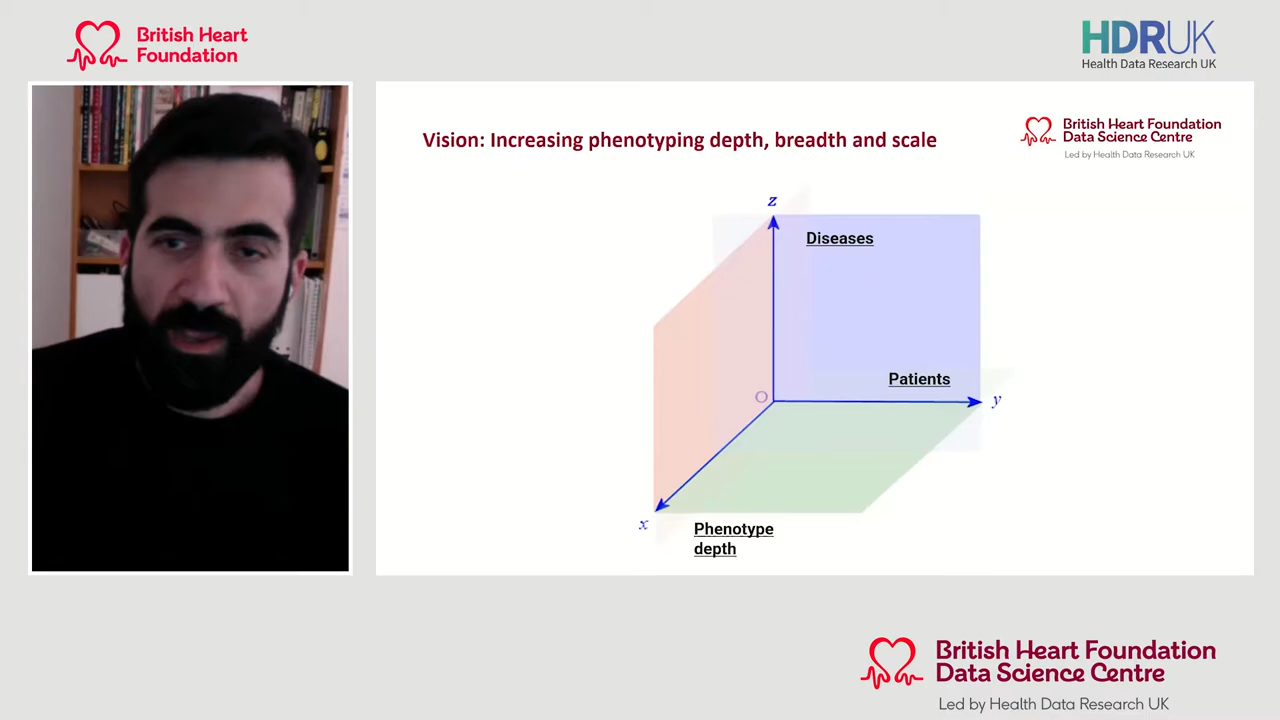 British Heart
Foundation
HDRUK
Health Data Research UK
Vision: Increasing phenotyping depth, breadth and scale
British Heart Foundation
Data Science Centre
Led by Health Data Research UK
z
Diseases
Patients
O
y
x
Phenotype
depth
British Heart Foundation
Data Science Centre
Led by Health Data Research UK